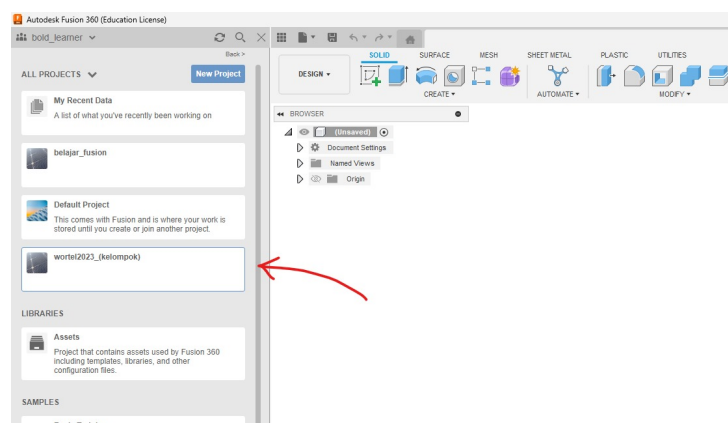 Autodesk Fusion 360 (Education License)
bold_learner
Back >
ALL PROJECTS
New Project
My Recent Data
A list of what you've recently been working on
belajar_fusion
Default Project
This comes with Fusion and is where your work is
stored until you create or join another project.
wortel2023_(kelompok)
LIBRARIES
Assets
Project that contains assets used by Fusion 360
including templates, libraries, and other
configuration files.
SAMPLES
SOLID SURFACE MESH SHEET METAL PLASTIC UTILITIES
DESIGN
CREATE AUTOMATE MODIFY
BROWSER
(Unsaved)
Document Settings
Named Views
Origin